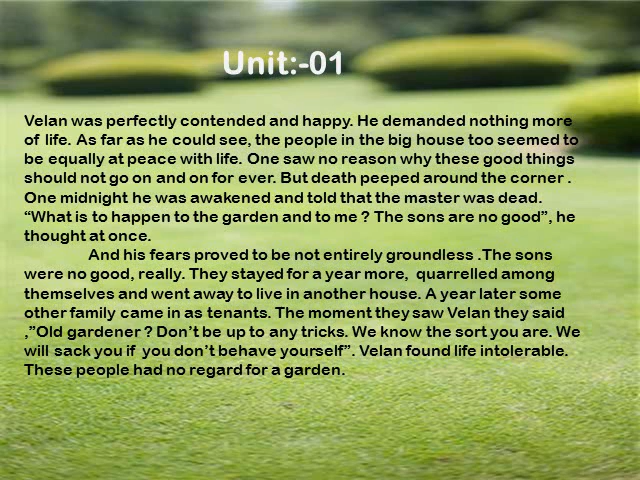 Unit:-01
Velan was perfectly contended and happy. He demanded nothing more
of life. As far as he could see, the people in the big house too seemed to
be equally at peace with life. One saw no reason why these good things
should not go on and on for ever. But death peeped around the corner .
One midnight he was awakened and told that the master was dead.
“What is to happen to the garden and to me ? The sons are no good”, he
thought at once.
And his fears proved to be not entirely groundless .The sons
were no good, really. They stayed for a year more, quarrelled among
themselves and went away to live in another house. A year later some
other family came in as tenants. The moment they saw Velan they said
,”Old gardener ? Don’t be up to any tricks. We know the sort you are. We
will sack you if you don’t behave yourself”. Velan found life intolerable.
These people had no regard for a garden.